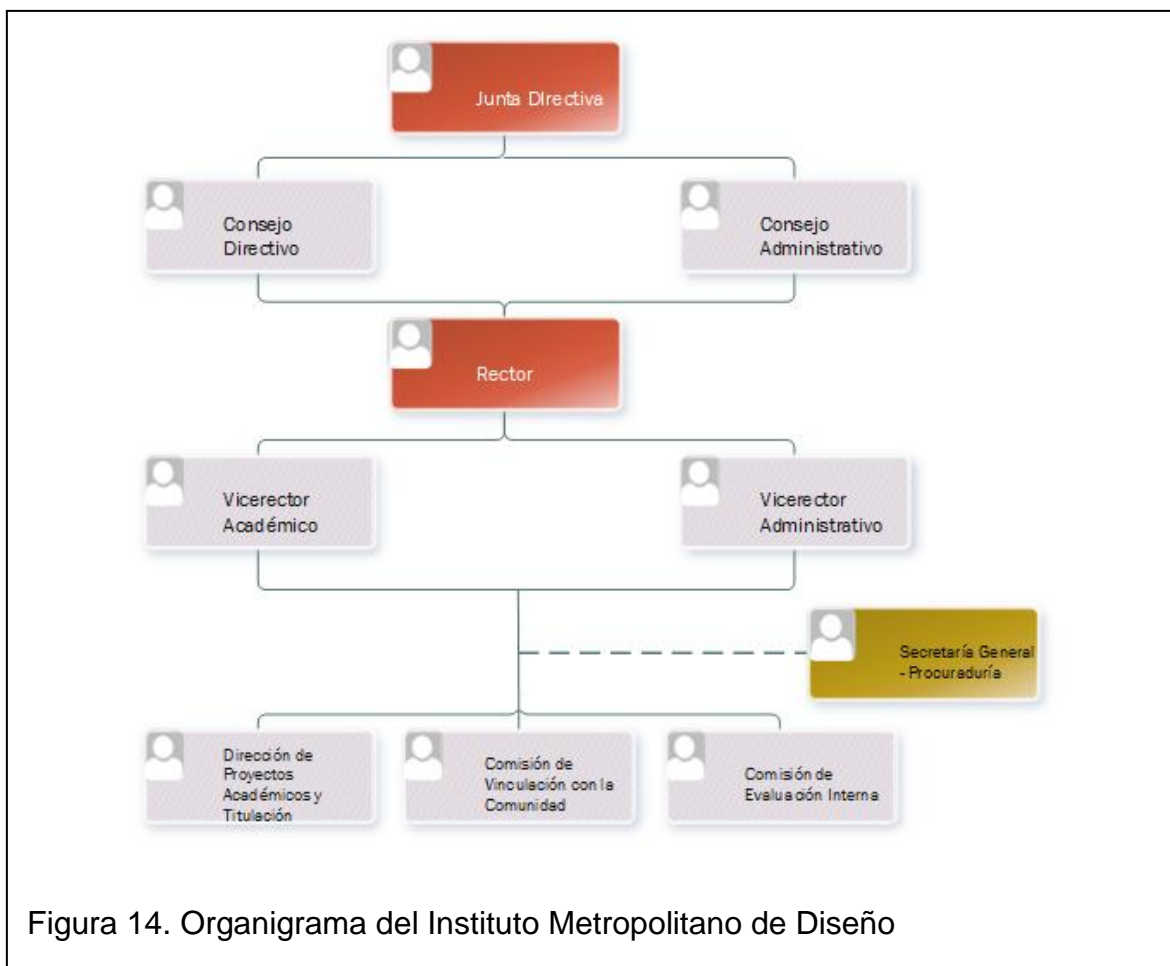 Junta DIrectiva
Consejo
Directivo
Consejo
Administrativo
Rector
Vicerector
Académico
Vicerector
Administrativo
Secretaría General
- Procuraduría
Dirección de
Proyectos
Académicos y
Titulación
Comisión de
Vinculación con la
Comunidad
Comisión de
Evaluación Interna
Figura 14. Organigrama del Instituto Metropolitano de Diseño